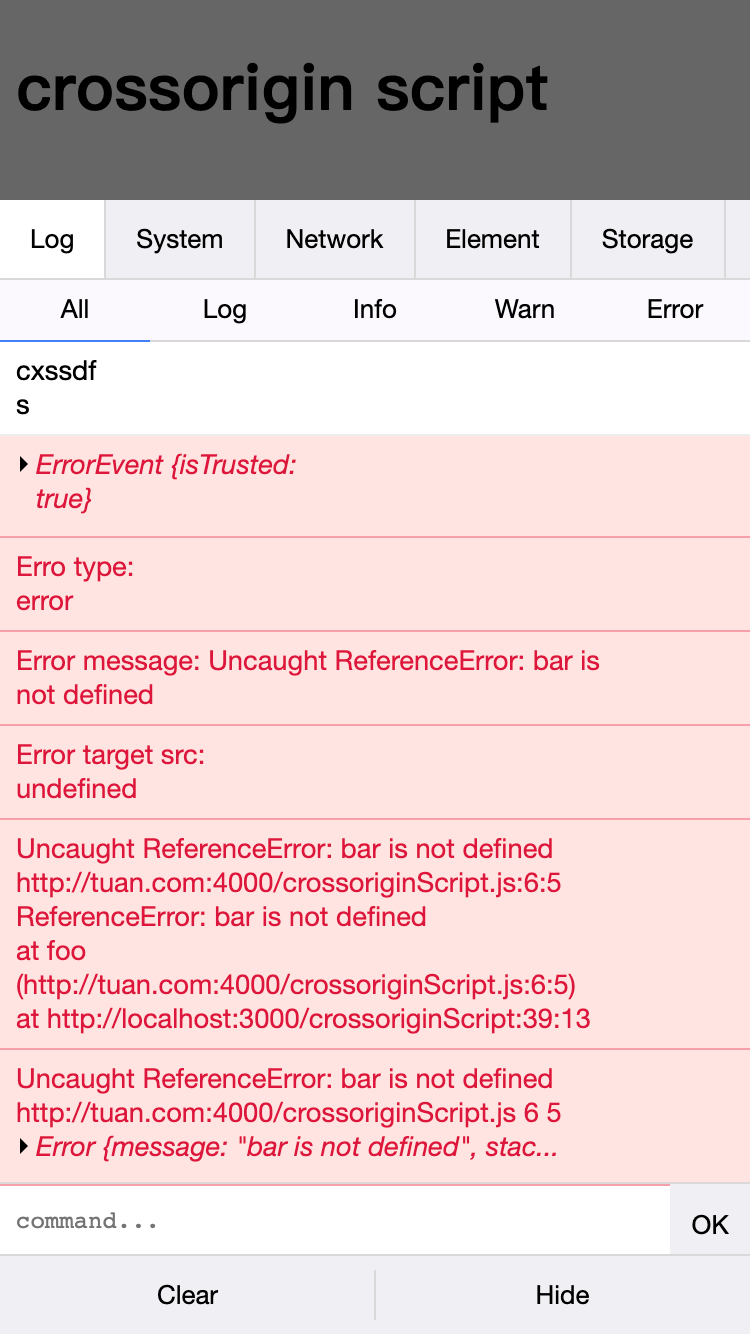 crossorigin script
Log System Network Element Storage
All Log Info Warn Error
cxssdf
s
ErrorEvent {isTrusted:
true}
Erro type:
error
Error message: Uncaught ReferenceError: bar is
not defined
Error target src:
undefined
Uncaught ReferenceError: bar is not defined
http://tuan.com:4000/crossoriginScript.js:6:5
ReferenceError: bar is not defined
at foo
(http://tuan.com:4000/crossoriginScript.js:6:5)
at http://localhost:3000/crossoriginScript:39:13
Uncaught ReferenceError: bar is not defined
http://tuan.com:4000/crossoriginScript.js 6 5
Error {message: "bar is not defined", stac...
command...
OK
Clear Hide